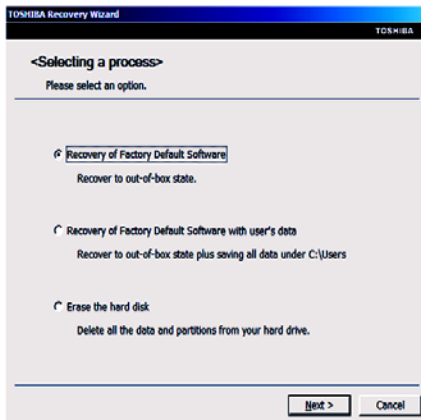 TOSHIBA Recovery Wizard
TOSHIBA
<Selecting a process>
Please select an option.
Recovery of Factory Default Software
Recover to out-of-box state.
Recovery of Factory Default Software with user's data
Recover to out-of-box state plus saving all data under C:\Users
Erase the hard disk
Delete all the data and partitions from your hard drive.
Next > Cancel